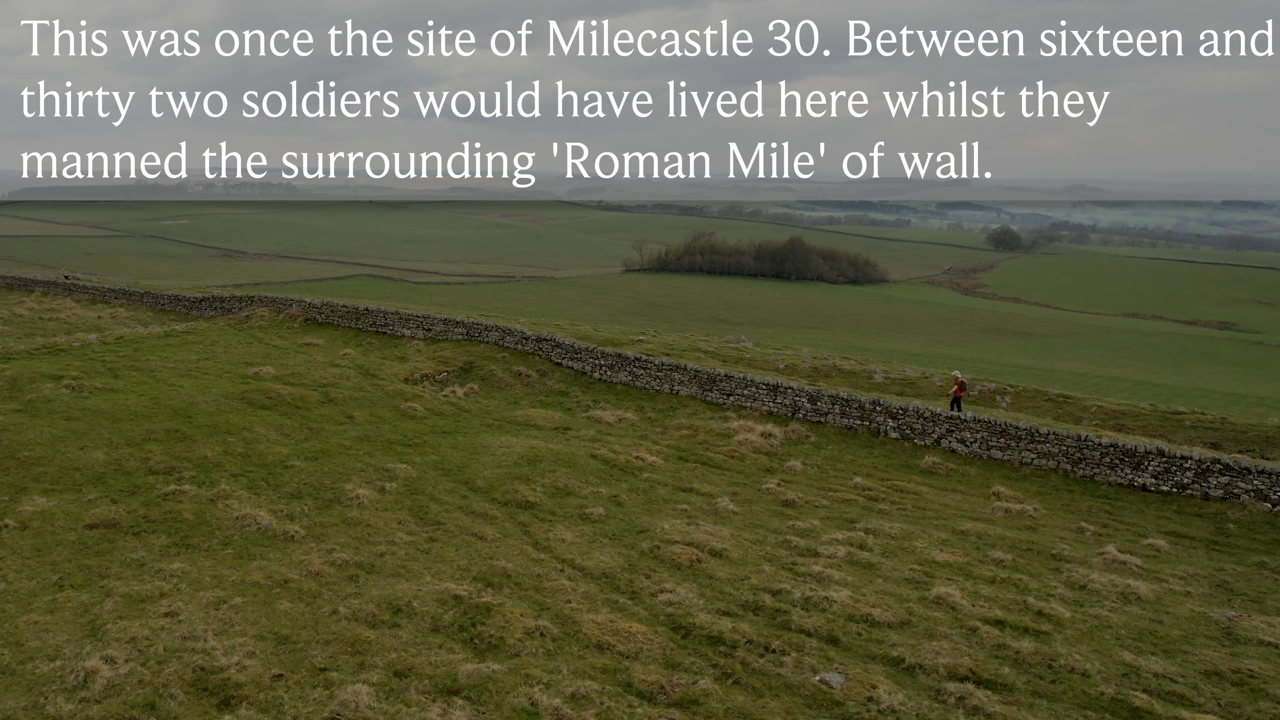 This was once the site of Milecastle 30. Between sixteen and
thirty two soldiers would have lived here whilst they
manned the surrounding 'Roman Mile' of wall.